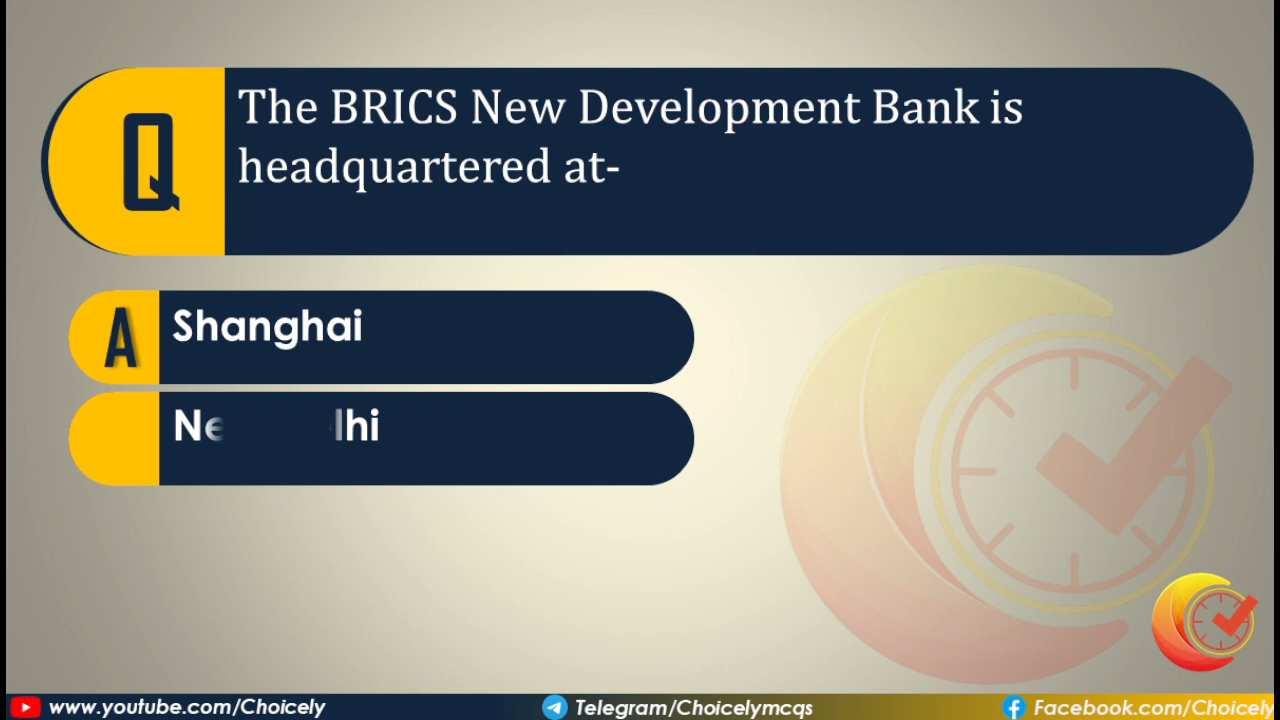 Q
The BRICS New Development Bank is
headquartered at-
A
Shanghai
www.youtube.com/Choicely
Telegram/Choicelymcqs
Facebook.com/Choicely